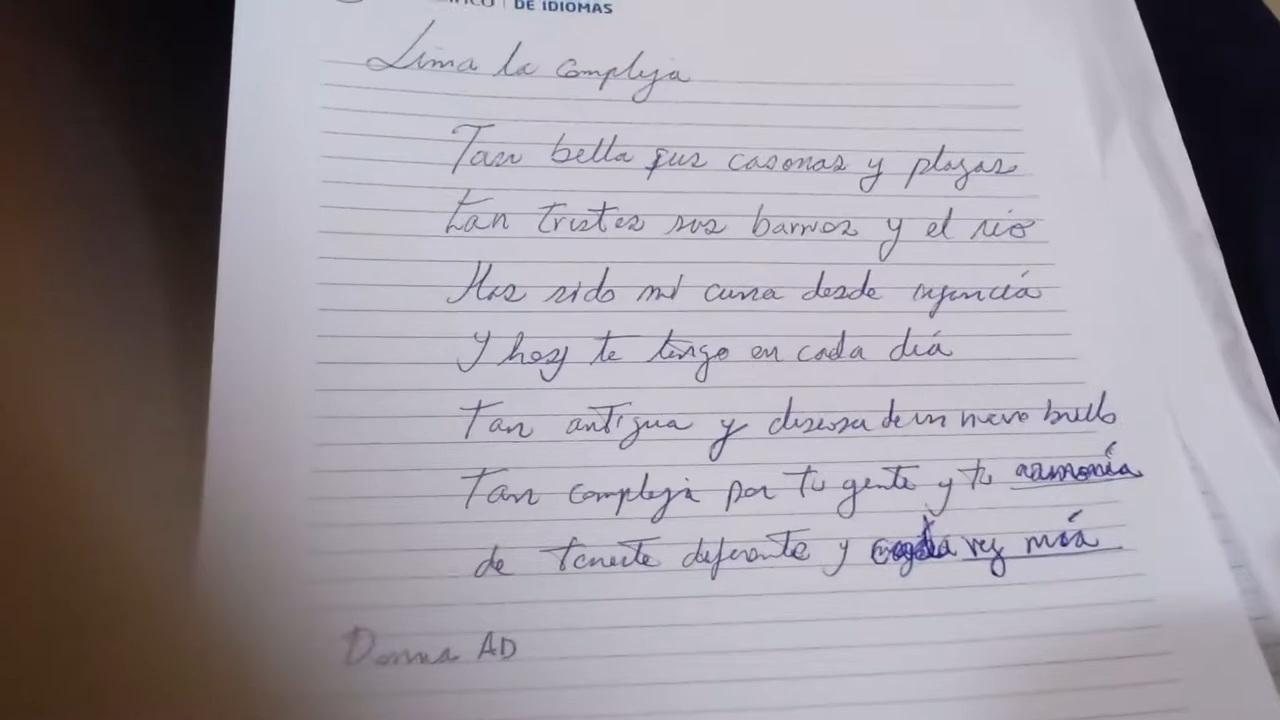 DE IDIOMAS
Lima la compleja
Tan bella sus casonas y plazas
tan tristes sus barrios y el río
Has sido mi cuna desde infancia
Y hoy te tengo en cada día
Tan antigua y deseosa de un nuevo brillo
Tan compleja por tu gente y tu armonía
de tenerte diferente y cada vez mía
Donna AD